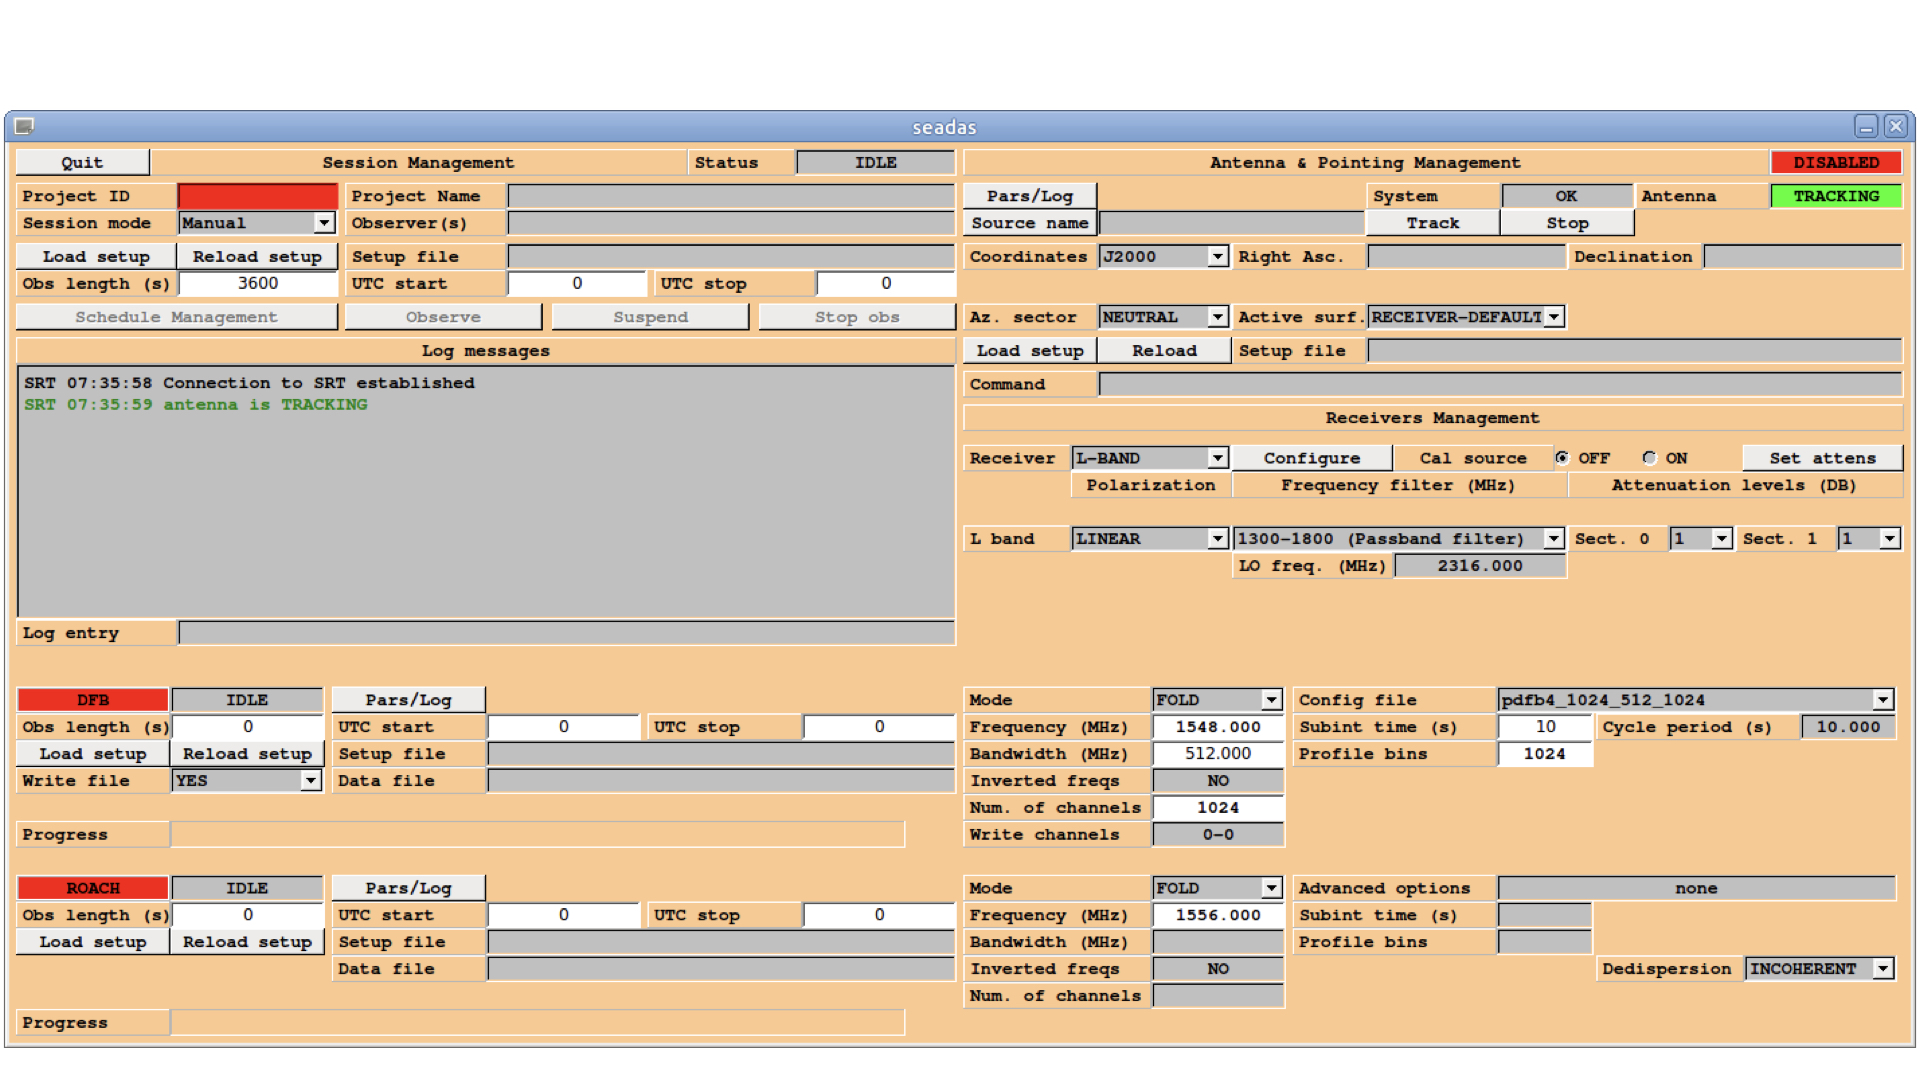 seadas
Quit Session Management Status IDLE
Project ID Project Name
Session mode Manual Observer(s)
Load setup Reload setup Setup file
Obs length (s) 3600 UTC start 0 UTC stop 0
Schedule Management Observe Suspend Stop obs
Log messages
SRT 07:35:58 Connection to SRT established
SRT 07:35:59 antenna is TRACKING
Log entry
Antenna & Pointing Management DISABLED
Pars/Log System OK Antenna TRACKING
Source name Track Stop
Coordinates J2000 Right Asc. Declination
Az. sector NEUTRAL Active surf. RECEIVER-DEFAULT
Load setup Reload Setup file
Command
Receivers Management
Receiver L-BAND Configure Cal source OFF ON Set attens
Polarization Frequency filter (MHz) Attenuation levels (DB)
L band LINEAR 1300-1800 (Passband filter) Sect. 0 1 Sect. 1 1
LO freq. (MHz) 2316.000
DFB IDLE Pars/Log
Obs length (s) 0 UTC start 0 UTC stop 0
Load setup Reload setup Setup file
Write file YES Data file
Progress
Mode FOLD Config file pdfb4_1024_512_1024
Frequency (MHz) 1548.000 Subint time (s) 10 Cycle period (s) 10.000
Bandwidth (MHz) 512.000 Profile bins 1024
Inverted freqs NO
Num. of channels 1024
Write channels 0-0
ROACH IDLE Pars/Log
Obs length (s) 0 UTC start 0 UTC stop 0
Load setup Reload setup Setup file
Data file
Progress
Mode FOLD Advanced options none
Frequency (MHz) 1556.000 Subint time (s)
Bandwidth (MHz) Profile bins
Inverted freqs NO Dedispersion INCOHERENT
Num. of channels